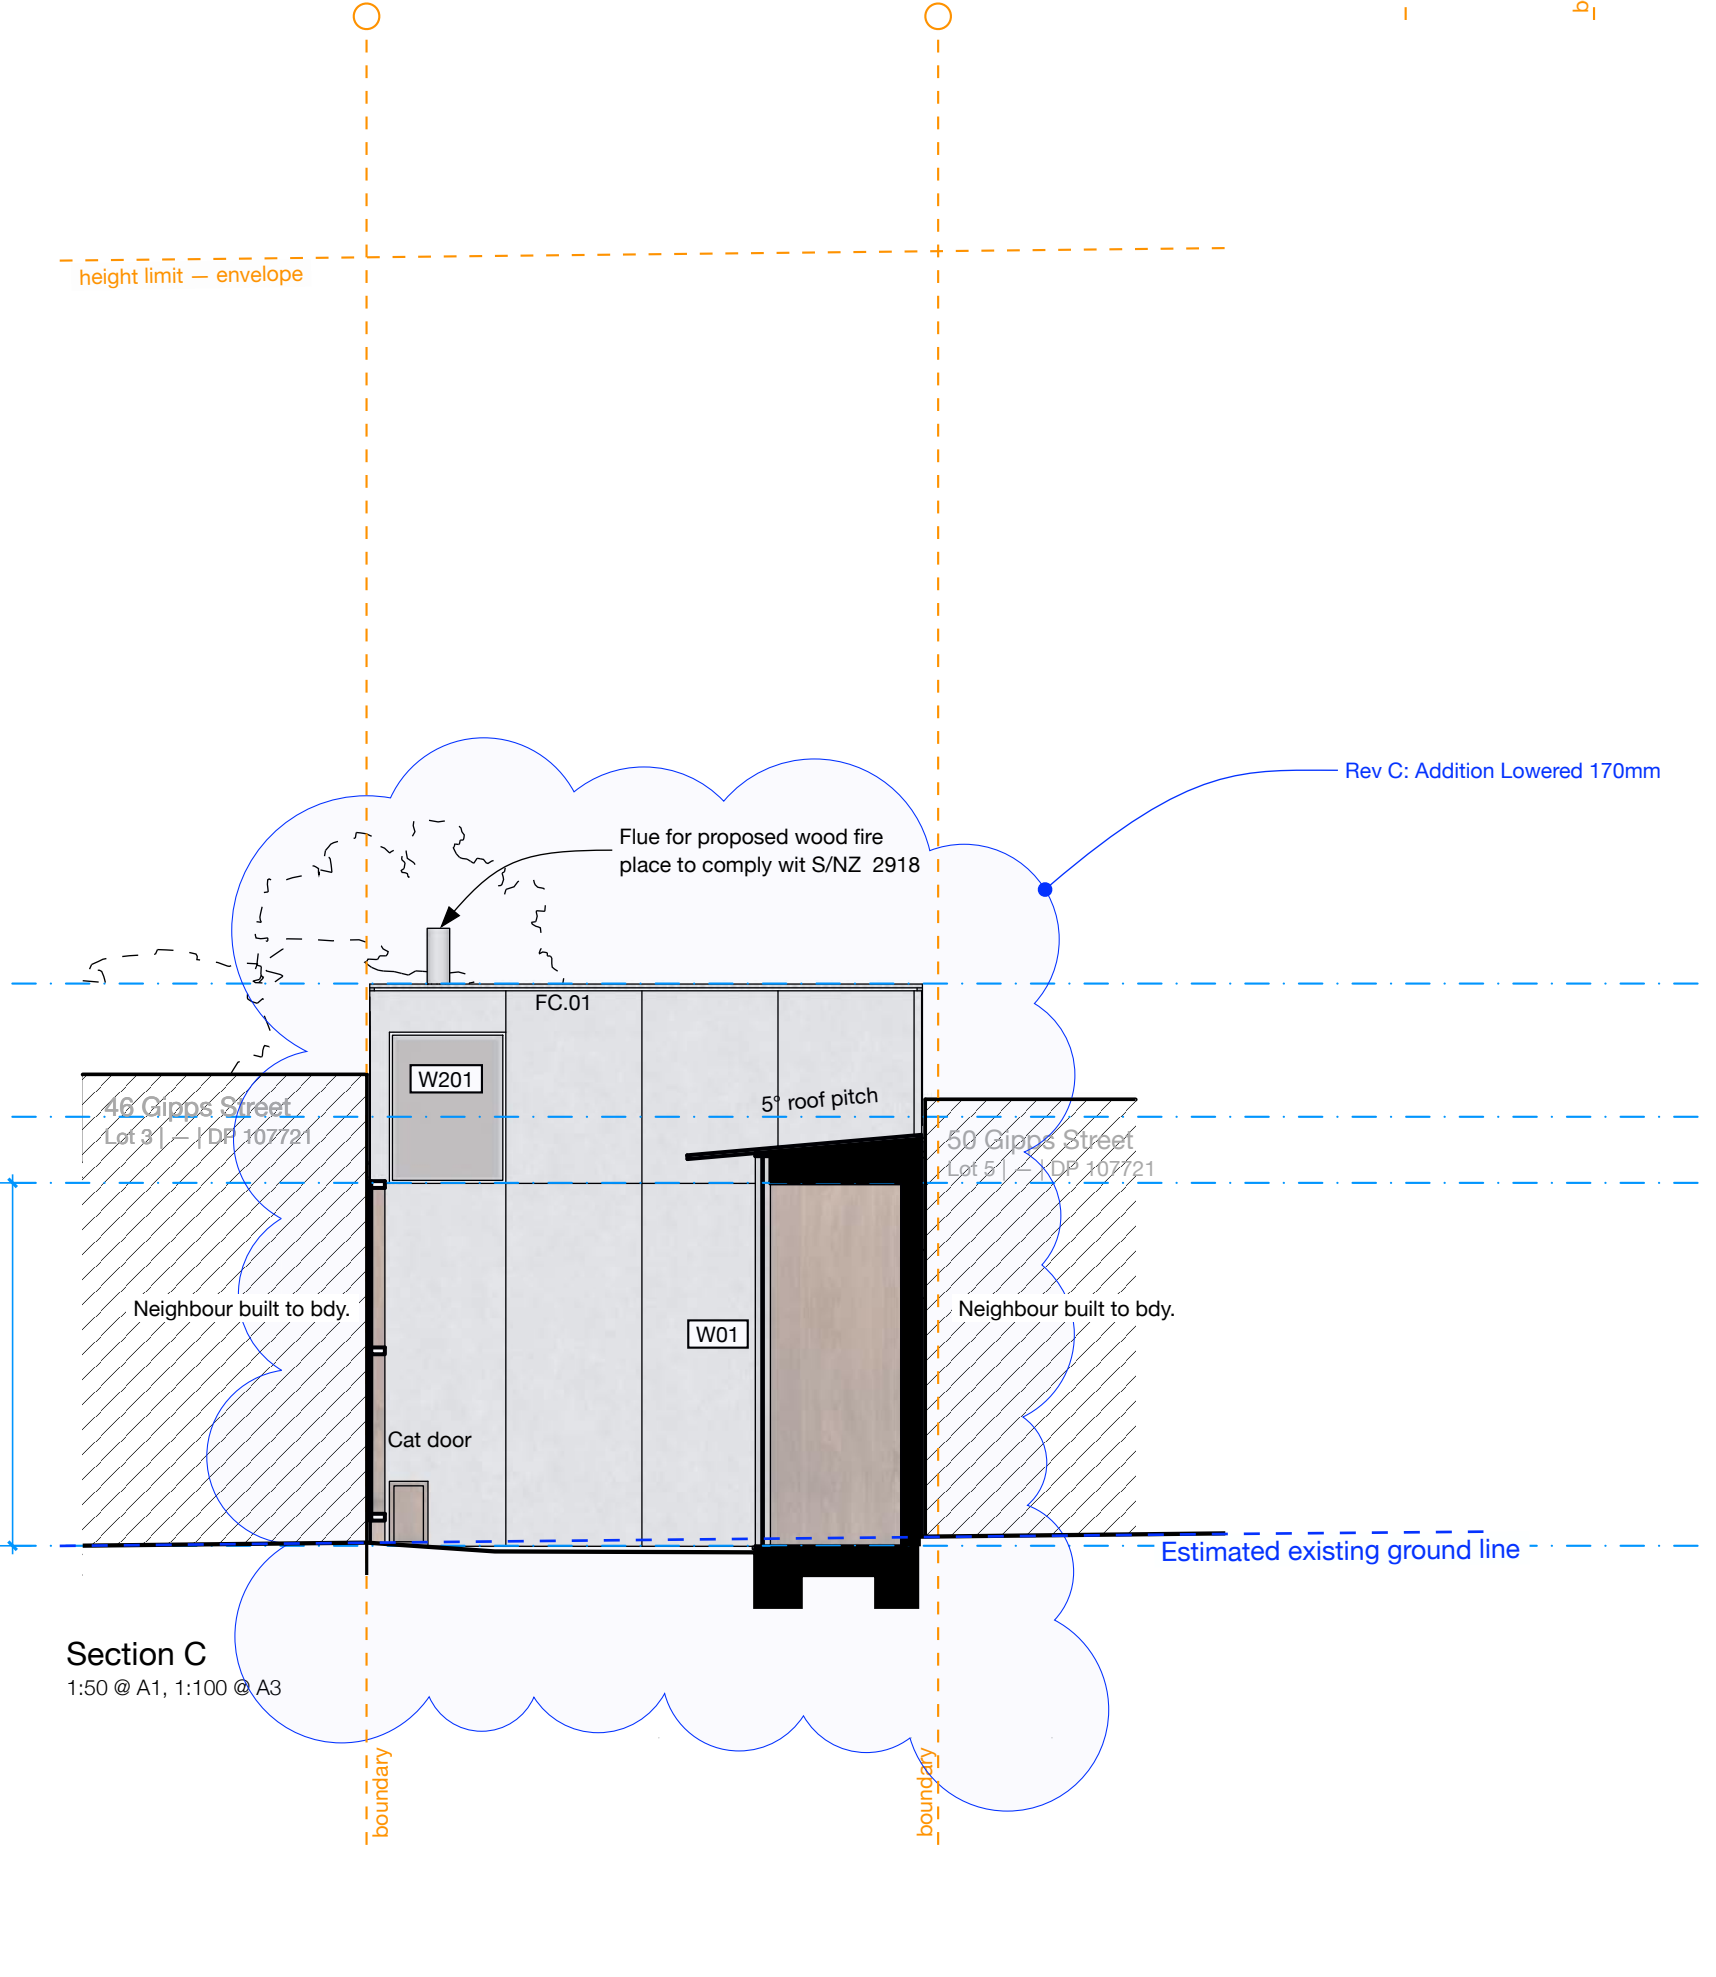 b
height limit — envelope
Rev C: Addition Lowered 170mm
Flue for proposed wood fire
place to comply wit S/NZ 2918
FC.01
W201
5° roof pitch
46 Gipps Street
Lot 3 | — | DP 107721
50 Gipps Street
Lot 5 | — | DP 107721
Neighbour built to bdy.
Neighbour built to bdy.
W01
Cat door
Estimated existing ground line
Section C
1:50 @ A1, 1:100 @ A3
boundary
boundary